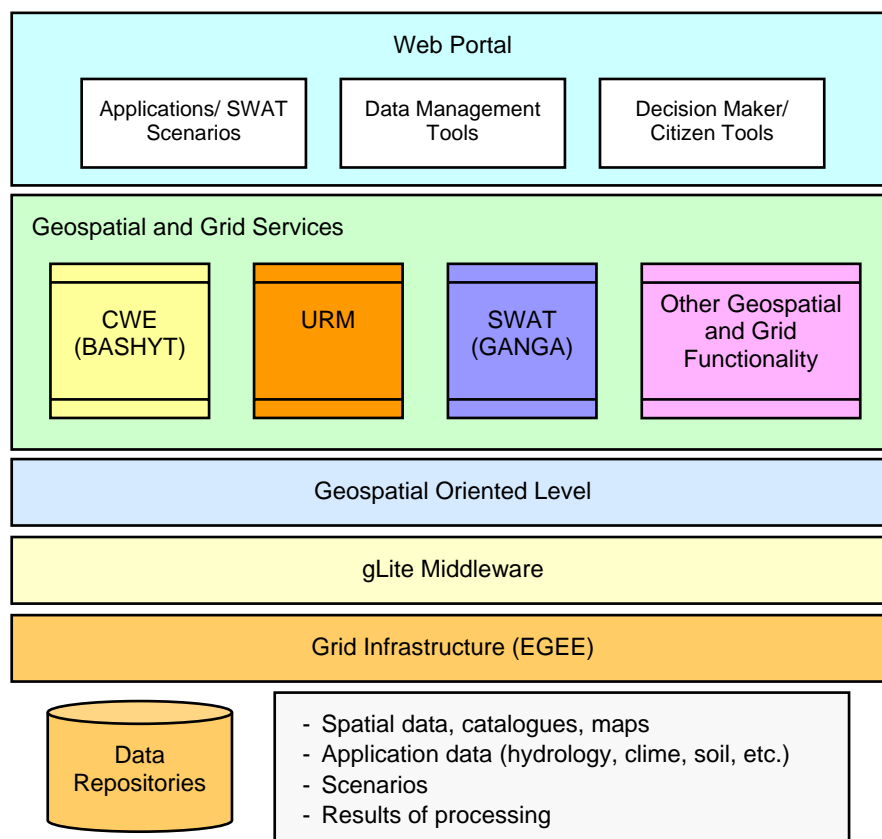 Web Portal
Applications/ SWAT
Scenarios
Data Management
Tools
Decision Maker/
Citizen Tools
Geospatial and Grid Services
CWE
(BASHYT)
URM
SWAT
(GANGA)
Other Geospatial
and Grid
Functionality
Geospatial Oriented Level
gLite Middleware
Grid Infrastructure (EGEE)
Data
Repositories
- Spatial data, catalogues, maps
- Application data (hydrology, clime, soil, etc.)
- Scenarios
- Results of processing